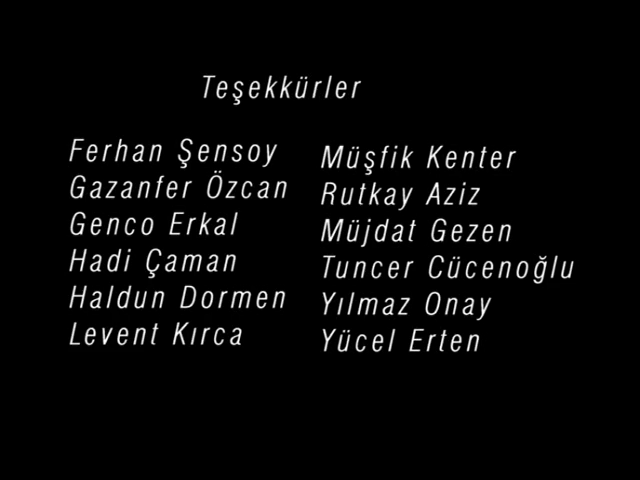 Teşekkürler
Ferhan Şensoy
Gazanfer Özcan
Genco Erkal
Hadi Çaman
Haldun Dormen
Levent Kırca
Müşfik Kenter
Rutkay Aziz
Müjdat Gezen
Tuncer Cücenoğlu
Yılmaz Onay
Yücel Erten